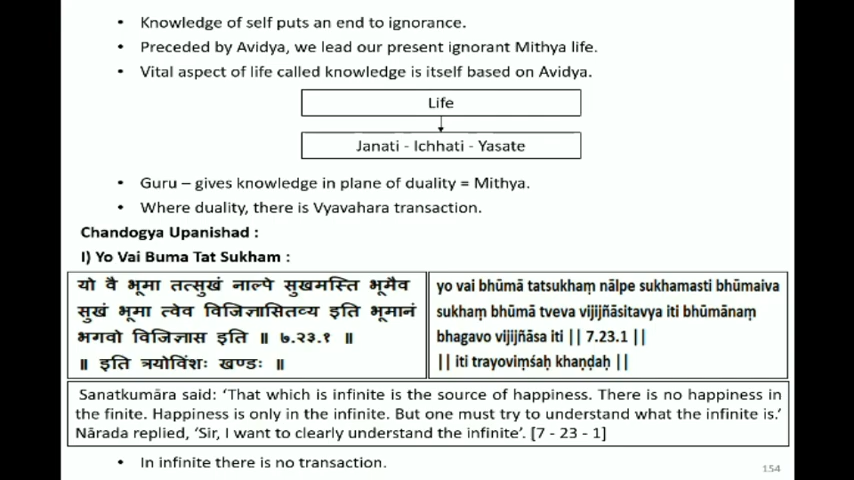 • Knowledge of self puts an end to ignorance.
• Preceded by Avidya, we lead our present ignorant Mithya life.
• Vital aspect of life called knowledge is itself based on Avidya.
Life
Janati - Ichhati - Yasate
• Guru – gives knowledge in plane of duality = Mithya.
• Where duality, there is Vyavahara transaction.
Chandogya Upanishad :
I) Yo Vai Buma Tat Sukham :
यो वै भूमा तत्सुखं नाल्पे सुखमस्ति भूमैव
सुखं भूमा त्वेव विजिज्ञासितव्य इति भूमानं
भगवो विजिज्ञास इति ॥ ७.२३.१ ॥
॥ इति त्रयोविंशः खण्डः ॥
yo vai bhūmā tatsukhaṃ nālpe sukhamasti bhūmaiva
sukhaṃ bhūmā tveva vijijñāsitavya iti bhūmānaṃ
bhagavo vijijñāsa iti || 7.23.1 ||
|| iti trayoviṃśaḥ khaṇḍaḥ ||
Sanatkumāra said: ‘That which is infinite is the source of happiness. There is no happiness in
the finite. Happiness is only in the infinite. But one must try to understand what the infinite is.’
Nārada replied, ‘Sir, I want to clearly understand the infinite’. [7 - 23 - 1]
• In infinite there is no transaction.
154